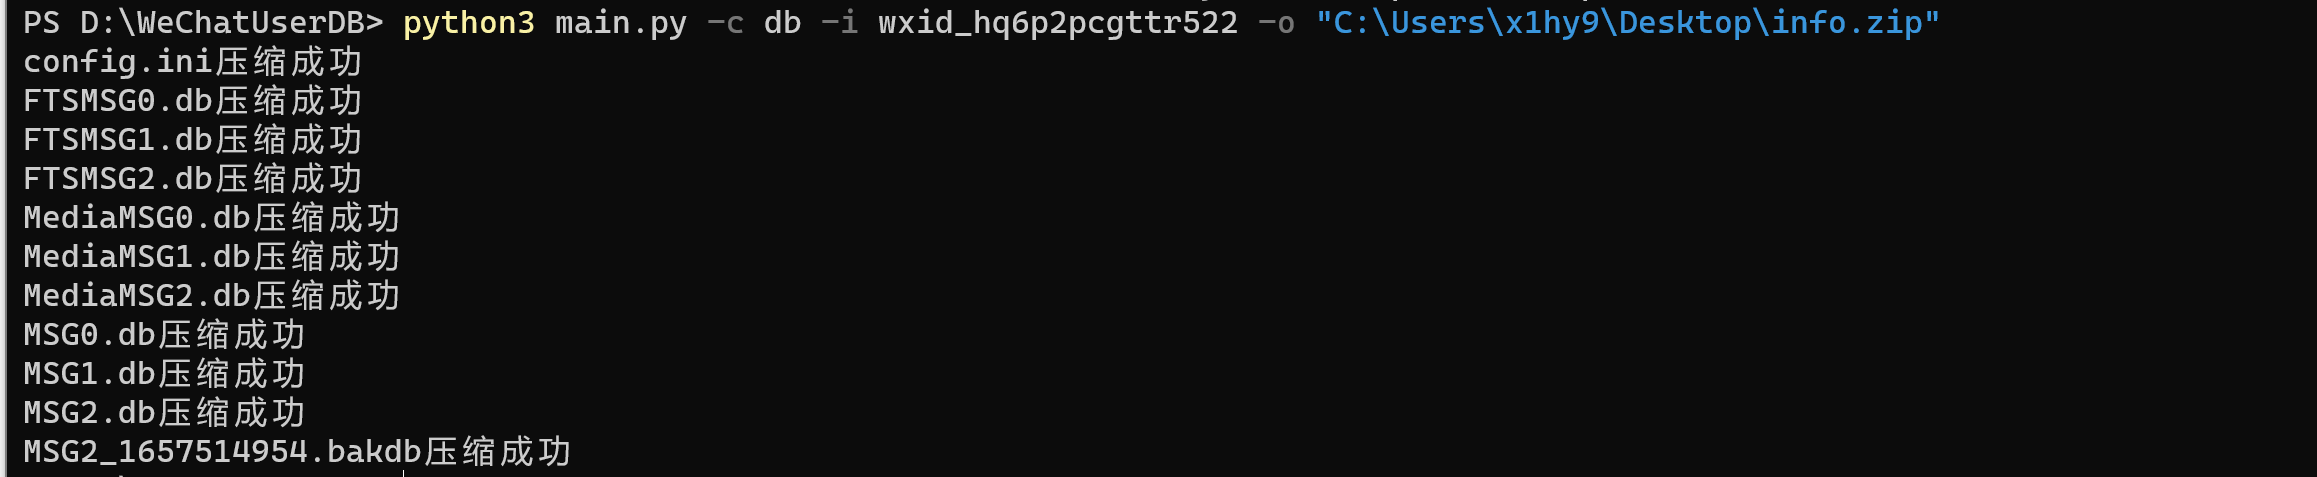 PS D:\WeChatUserDB> python3 main.py -c db -i wxid_hq6p2pcgttr522 -o "C:\Users\x1hy9\Desktop\info.zip"
config.ini压缩成功
FTSMSG0.db压缩成功
FTSMSG1.db压缩成功
FTSMSG2.db压缩成功
MediaMSG0.db压缩成功
MediaMSG1.db压缩成功
MediaMSG2.db压缩成功
MSG0.db压缩成功
MSG1.db压缩成功
MSG2.db压缩成功
MSG2_1657514954.bakdb压缩成功